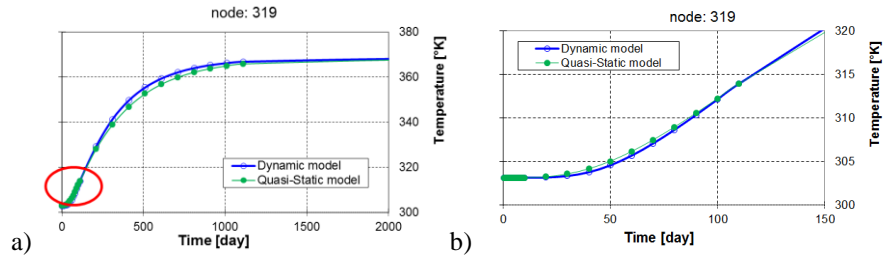 node: 319
380
360
340
320
300
Temperature [°K]
Dynamic model
Quasi-Static model
0
500
1000
1500
2000
Time [day]
a)
node: 319
320
315
310
305
300
Temperature [°K]
Dynamic model
Quasi-Static model
0
50
100
150
Time [day]
b)